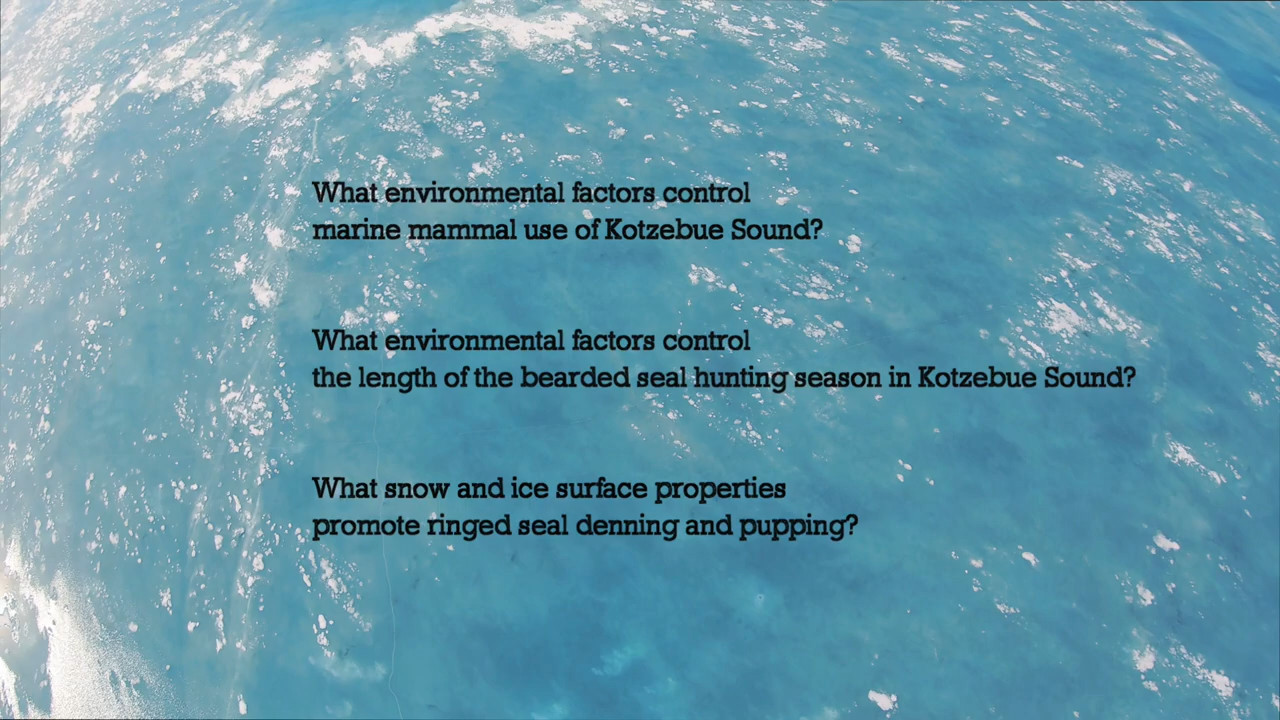 What environmental factors control
marine mammal use of Kotzebue Sound?
What environmental factors control
the length of the bearded seal hunting season in Kotzebue Sound?
What snow and ice surface properties
promote ringed seal denning and pupping?